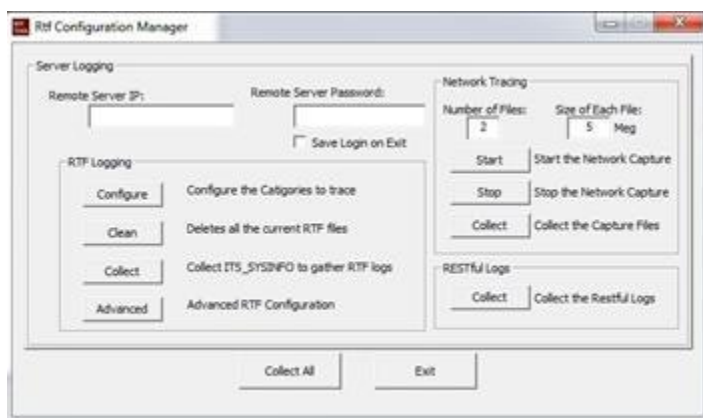 Rtf Configuration Manager
Server Logging
Remote Server IP:
Remote Server Password:
Save Login on Exit
RTF Logging
Configure Configure the Catigories to trace
Clean Deletes all the current RTF files
Collect Collect ITS_SYSINFO to gather RTF logs
Advanced Advanced RTF Configuration
Network Tracing
Number of Files: Size of Each File:
2 5 Meg
Start Start the Network Capture
Stop Stop the Network Capture
Collect Collect the Capture Files
RESTful Logs
Collect Collect the Restful Logs
Collect All Exit